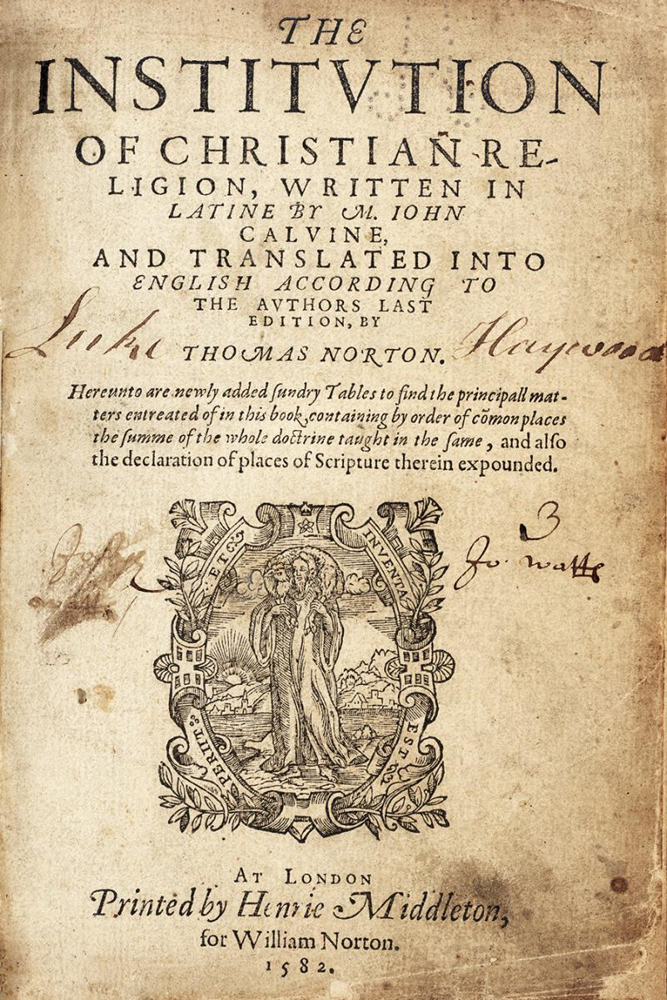 THE
INSTITVTION
OF CHRISTIAÑ RE-
LIGION, WRITTEN IN
LATINE BY M. IOHN
CALVINE,
AND TRANSLATED INTO
ENGLISH ACCORDING TO
THE AVTHORS LAST
EDITION, BY
Luke THOMAS NORTON. Haywood
Hereunto are newly added ſundry Tables to find the principall mat-
ters entreated of in this book, containing by order of cõmon places
the ſumme of the whole doctrine taught in the ſame, and alſo
the declaration of places of Scripture therein expounded.
3
Jo. watts
PERIIT: ET INVENTA EST
AT LONDON
Printed by Henrie Middleton,
for William Norton.
1582.